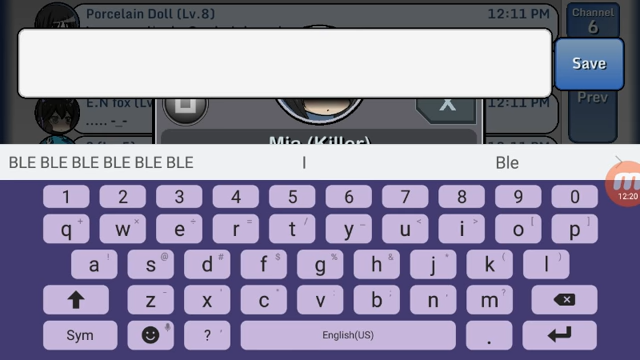 Porcelain Doll (Lv.8) 12:11 PM
Channel
6
Save
Prev
E.N fox (Lv 12:11 PM
X
Mia (Killer)
BLE BLE BLE BLE BLE BLE I Ble
12:20
1 2 3 4 5 6 7 8 9 0
q + w × e ÷ r = t / y _ u < i > o [ p ]
a ! s @ d # f $ g % h & j * k ( l )
z - x ' c " v : b ; n , m ?
Sym ? , English(US) .